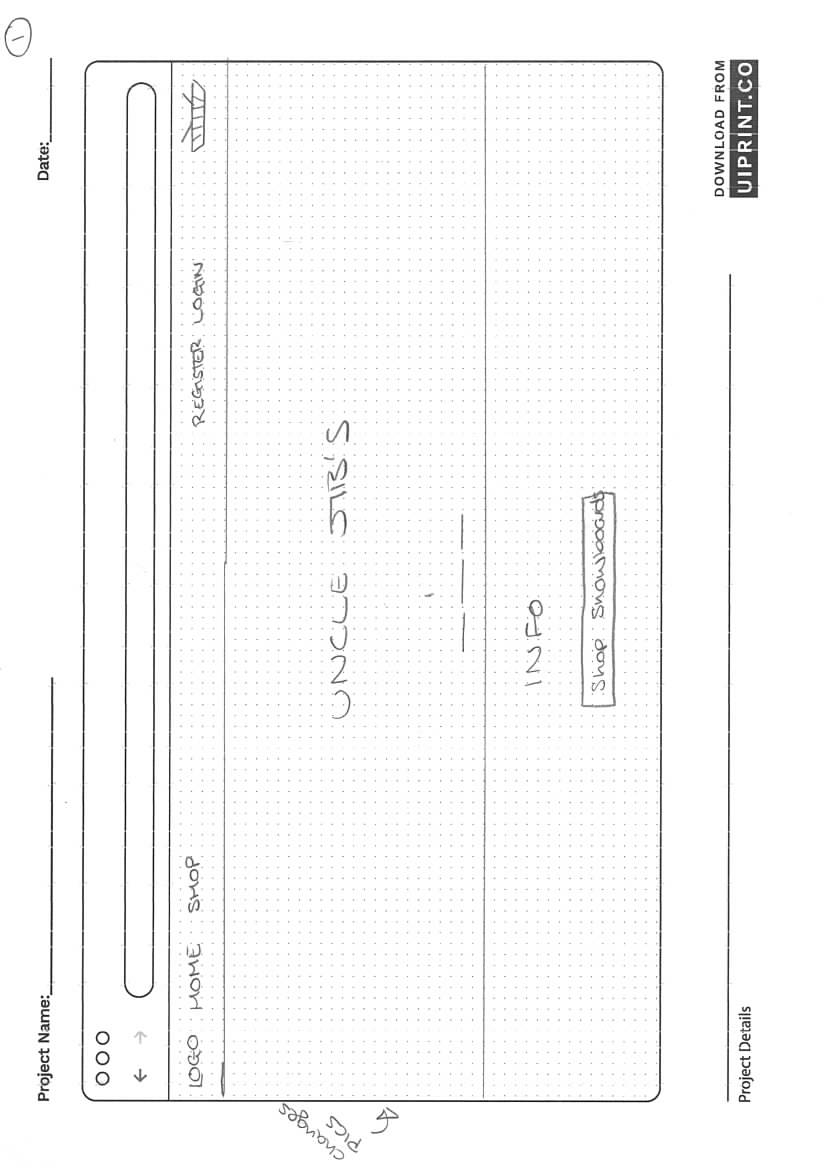 1
Project Name: Date:
LOGO HOME SHOP REGISTER LOGIN
UNCLE JIB'S
changes
pics
INFO
Shop Snowboards
Project Details
DOWNLOAD FROM
UIPRINT.CO